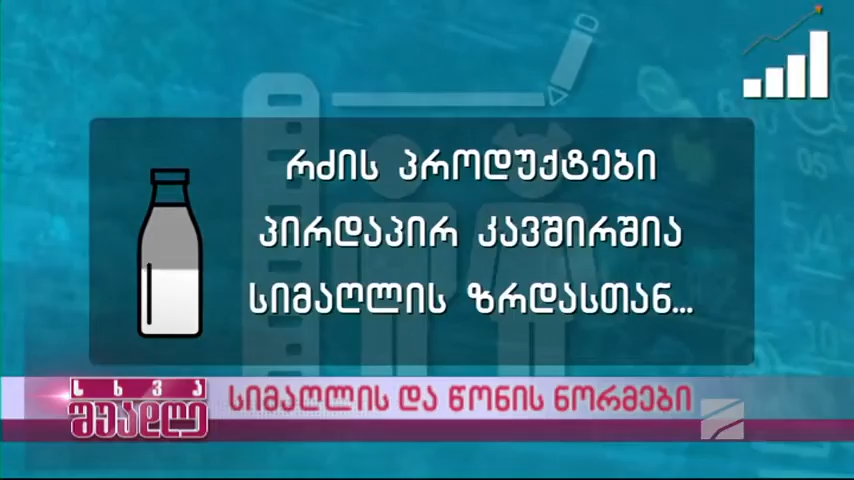 რძის პროდუქტები
პირდაპირ კავშირშია
სიმაღლის ზრდასთან...
სხვა
შუადღე
სიმაღლის და წონის ნორმები